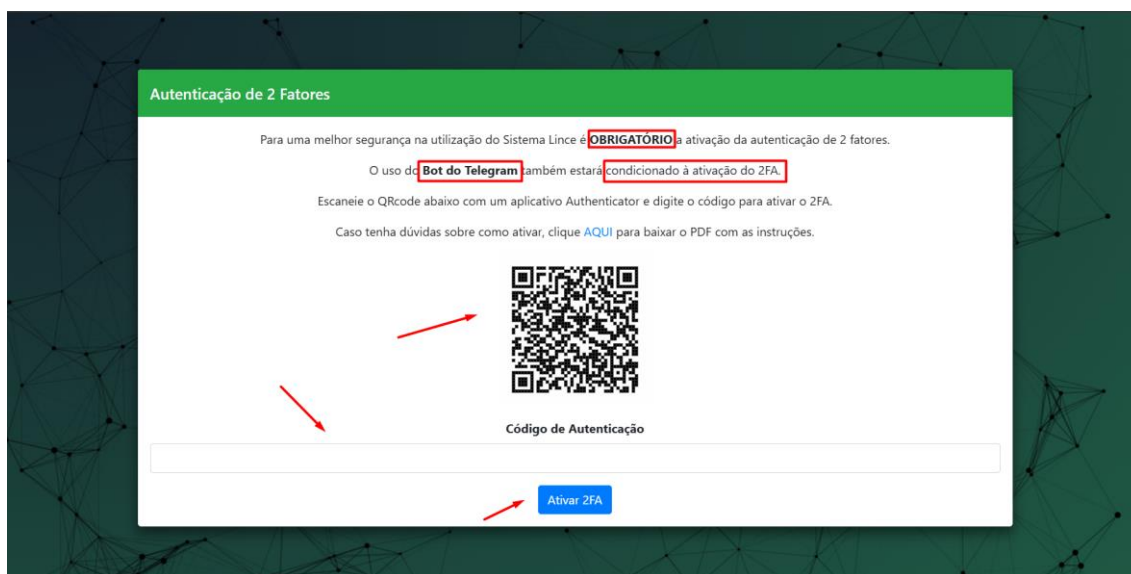 Autenticação de 2 Fatores
Para uma melhor segurança na utilização do Sistema Lince é OBRIGATÓRIO a ativação da autenticação de 2 fatores.
O uso do Bot do Telegram também estará condicionado à ativação do 2FA.
Escaneie o QRcode abaixo com um aplicativo Authenticator e digite o código para ativar o 2FA.
Caso tenha dúvidas sobre como ativar, clique AQUI para baixar o PDF com as instruções.
Código de Autenticação
Ativar 2FA